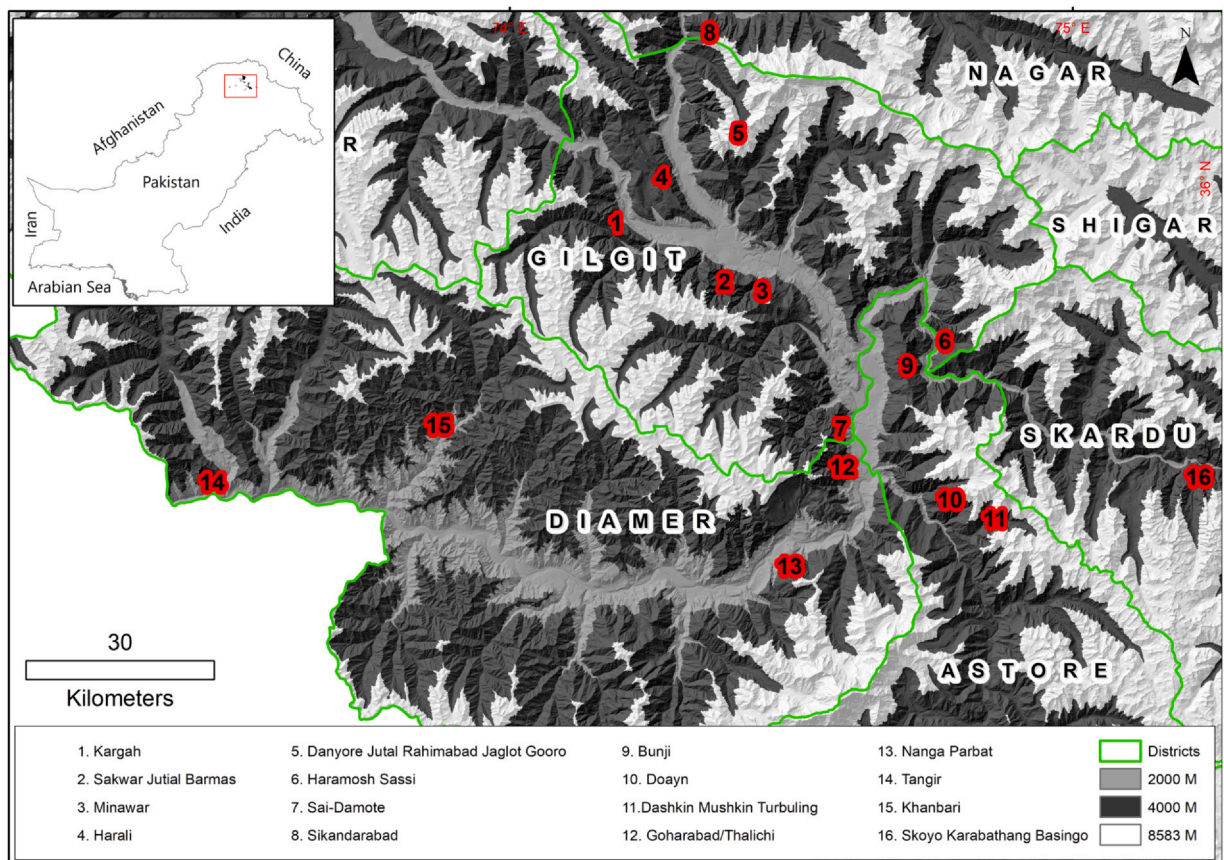 74° E
75° E
N
36° N
China
Afghanistan
Pakistan
Iran
India
Arabian Sea
R
NAGAR
SHIGAR
GILGIT
SKARDU
DIAMER
ASTORE
8
5
4
1
2
3
6
9
7
12
15
14
16
10
11
13
30
Kilometers
1. Kargah
2. Sakwar Jutial Barmas
3. Minawar
4. Harali
5. Danyore Jutal Rahimabad Jaglot Gooro
6. Haramosh Sassi
7. Sai-Damote
8. Sikandarabad
9. Bunji
10. Doayn
11.Dashkin Mushkin Turbuling
12. Goharabad/Thalichi
13. Nanga Parbat
14. Tangir
15. Khanbari
16. Skoyo Karabathang Basingo
Districts
2000 M
4000 M
8583 M